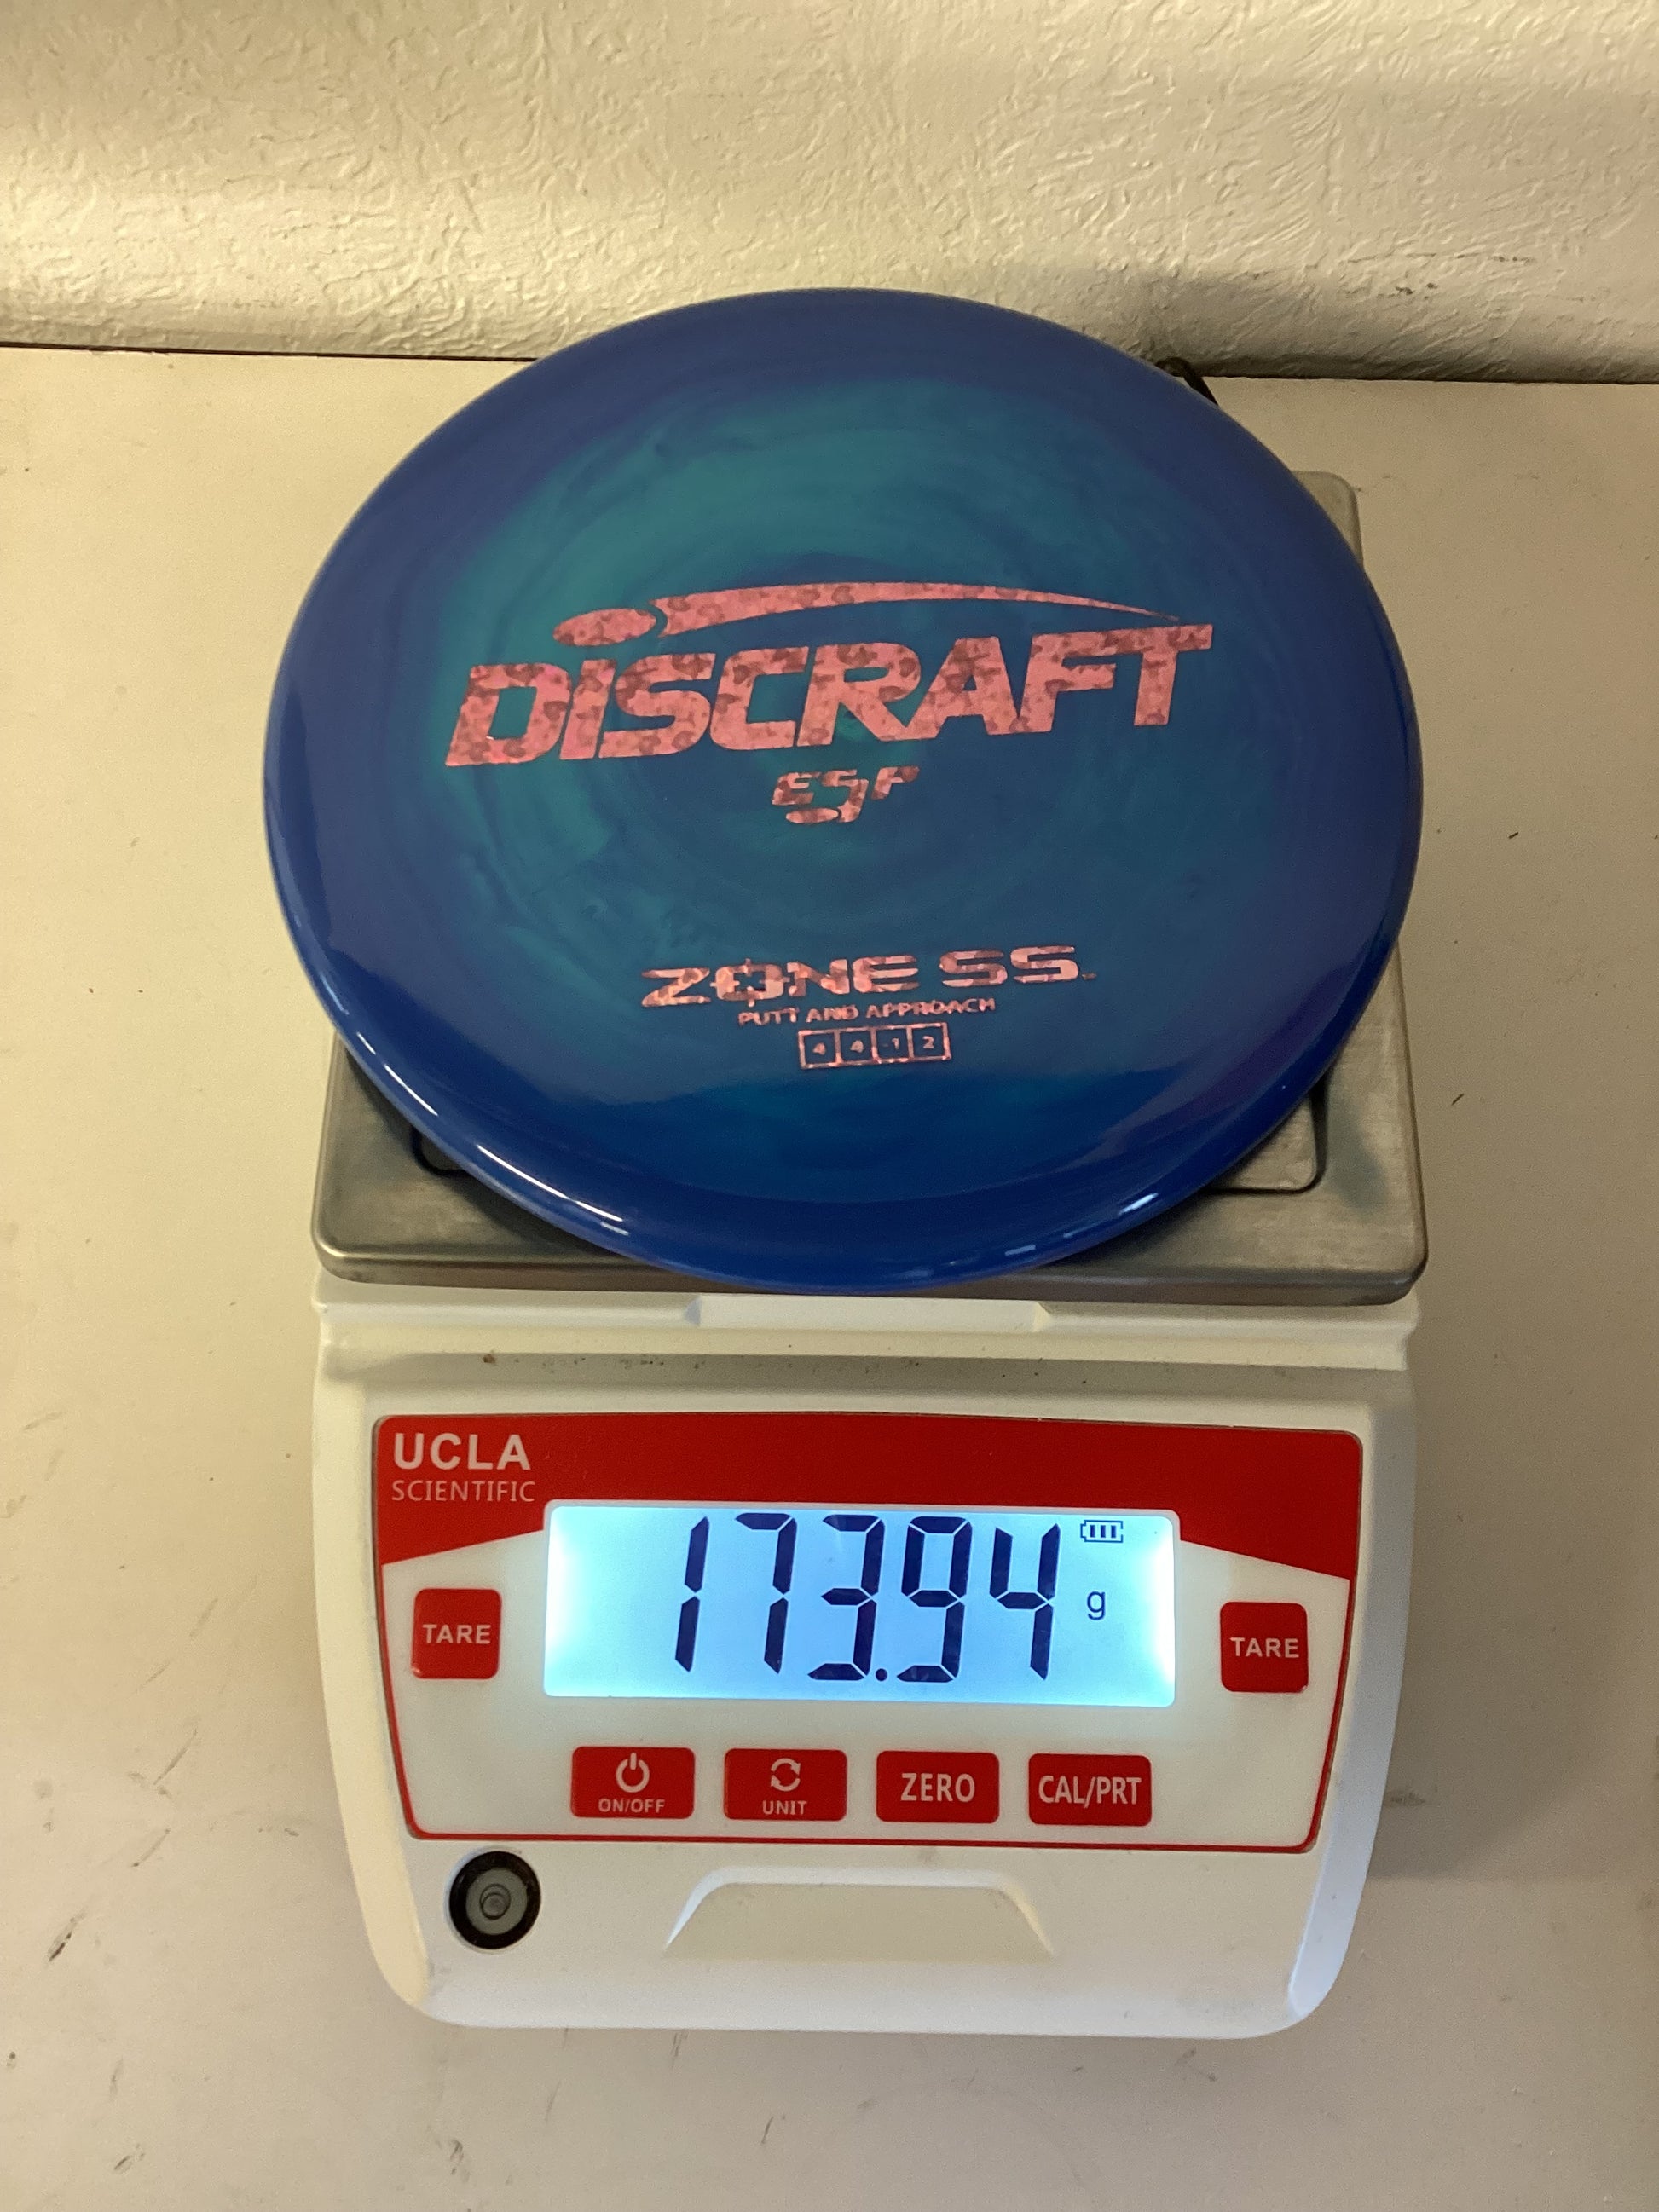 DISCRAFT
ESP
ZONE SS™
PUTT AND APPROACH
4 4 -1 2
UCLA
SCIENTIFIC
173.94 g
TARE
TARE
ON/OFF
UNIT
ZERO
CAL/PRT